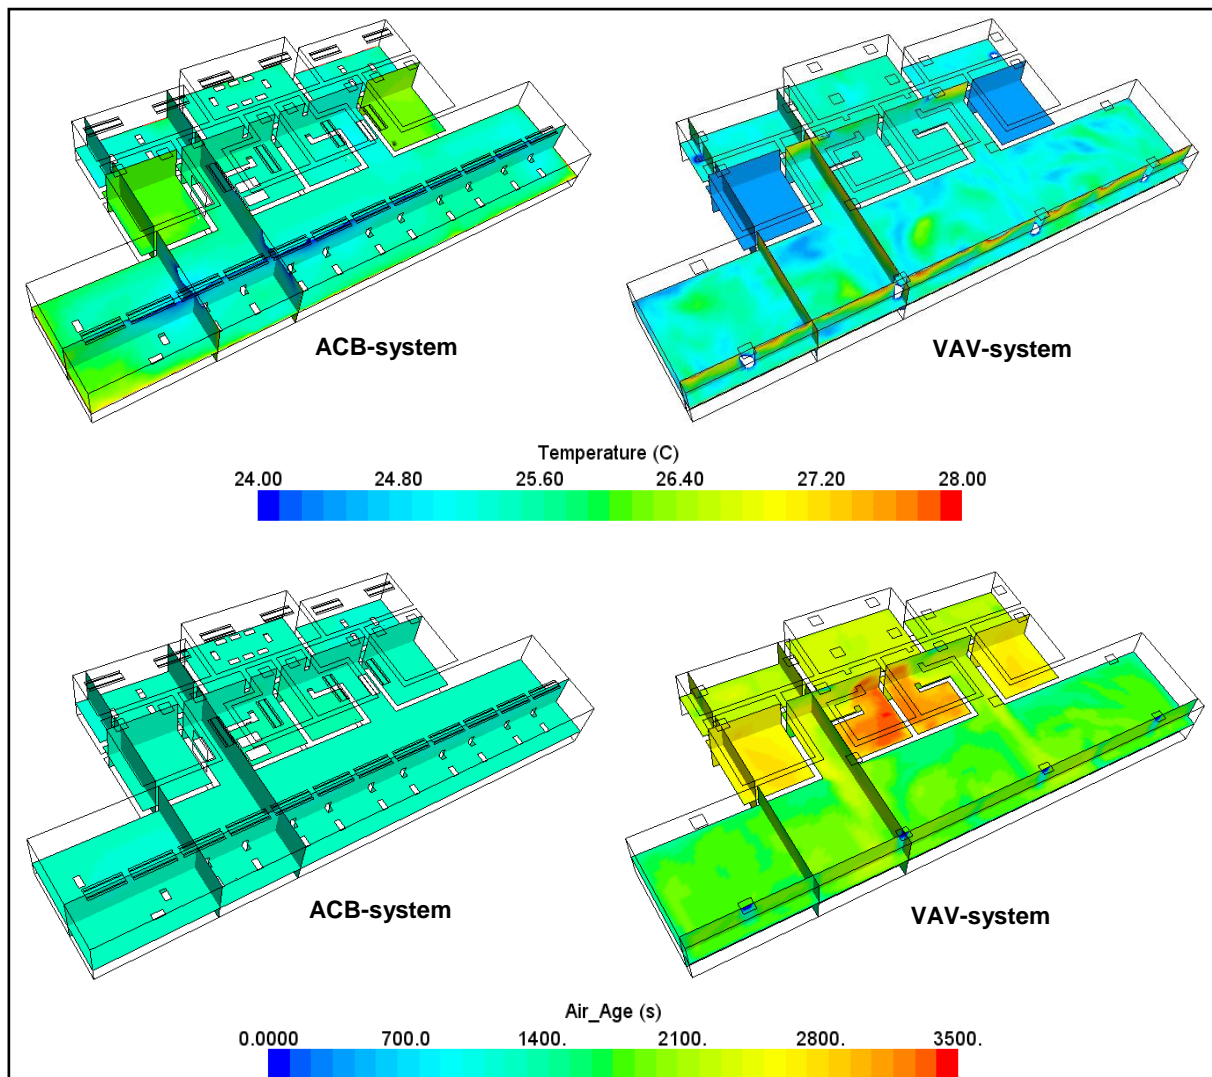 ACB-system VAV-system
Temperature (C)
24.00 24.80 25.60 26.40 27.20 28.00
ACB-system VAV-system
Air_Age (s)
0.0000 700.0 1400. 2100. 2800. 3500.